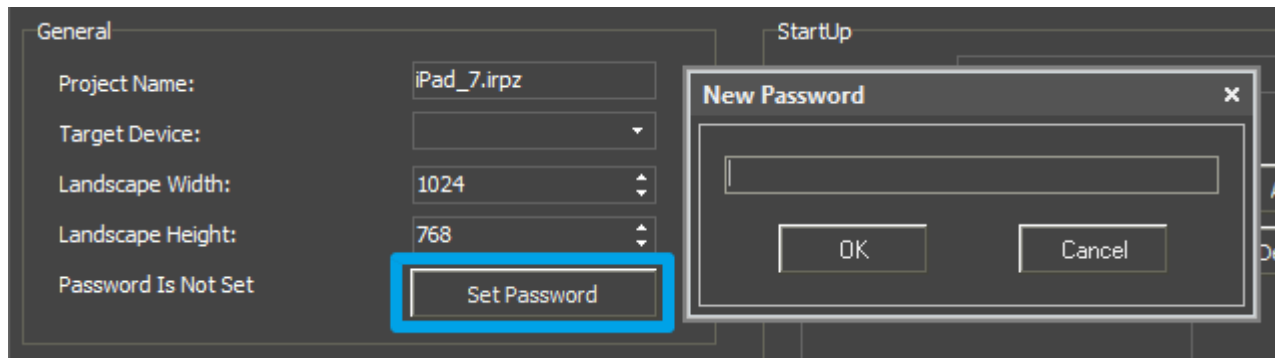 General
Project Name: iPad_7.irpz
Target Device:
Landscape Width: 1024
Landscape Height: 768
Password Is Not Set Set Password
StartUp
New Password ×
OK Cancel